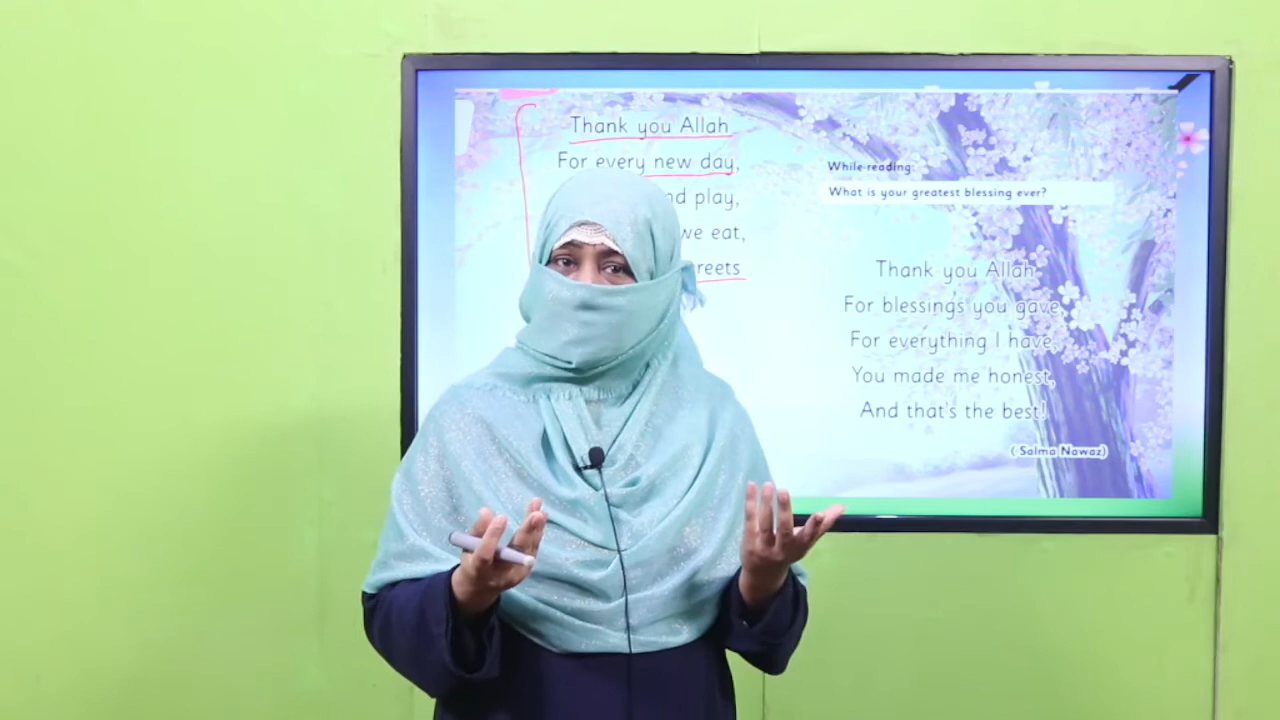 Thank you Allah
For every new day,
play,
we eat,
While-reading:
What is your greatest blessing ever?
Thank you Allah
For blessings you gave,
For everything I have,
You made me honest,
And that's the best!
(Salma Nawaz)